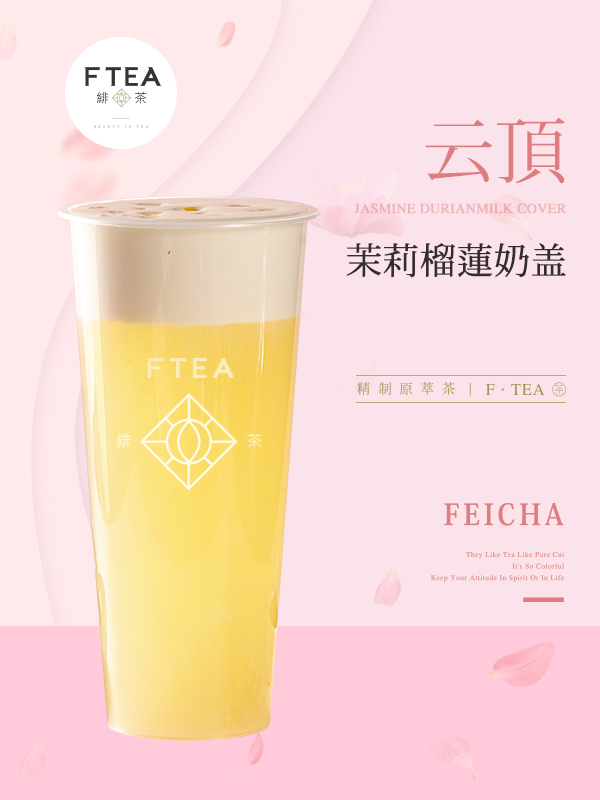 F TEA
緋 茶
BEAUTY IN TEA
云頂
JASMINE DURIANMILK COVER
茉莉榴蓮奶盖
精制原萃茶 | F · TEA 茶
FTEA
緋 茶
FEICHA
They Like Tea Like Pure Cui
It's So Colorful
Keep Your Attitude In Spirit Or In Life